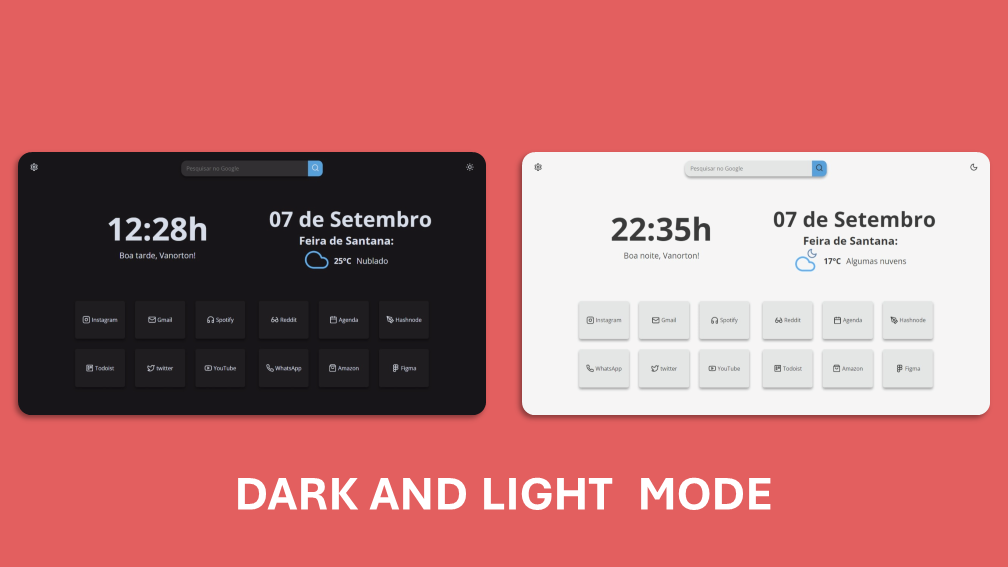 Pesquisar no Google
12:28h
Boa tarde, Vanorton!
07 de Setembro
Feira de Santana:
25°C Nublado
Instagram Gmail Spotify Reddit Agenda Hashnode
Todoist twitter YouTube WhatsApp Amazon Figma
Pesquisar no Google
22:35h
Boa noite, Vanorton!
07 de Setembro
Feira de Santana:
17°C Algumas nuvens
Instagram Gmail Spotify Reddit Agenda Hashnode
WhatsApp twitter YouTube Todoist Amazon Figma
DARK AND LIGHT MODE